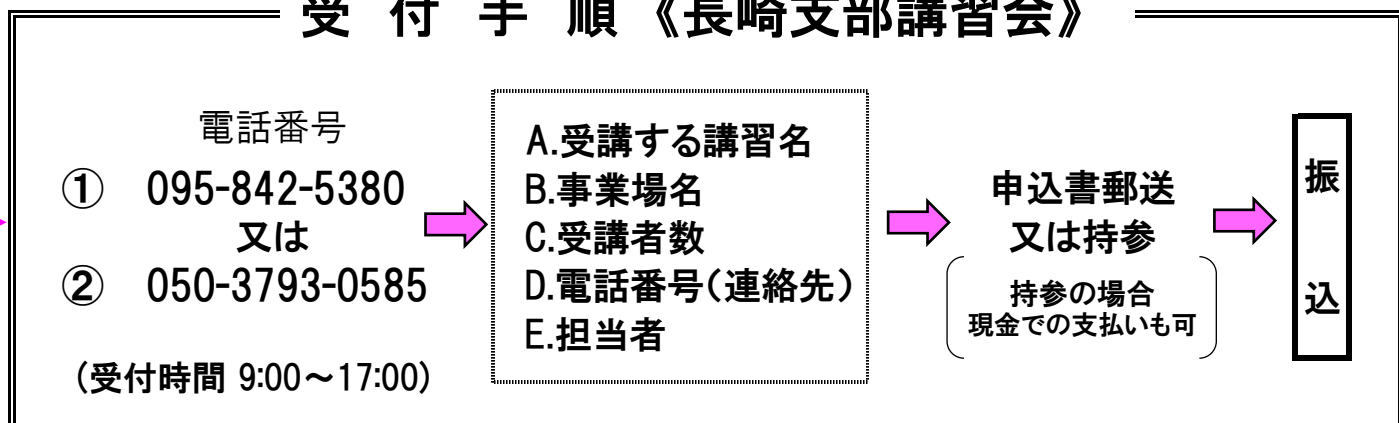 受 付 手 順 《長崎支部講習会》
電話番号
① 095-842-5380
又は
② 050-3793-0585
(受付時間 9:00～17:00)
A.受講する講習名
B.事業場名
C.受講者数
D.電話番号(連絡先)
E.担当者
申込書郵送
又は持参
持参の場合
現金での支払いも可
振込